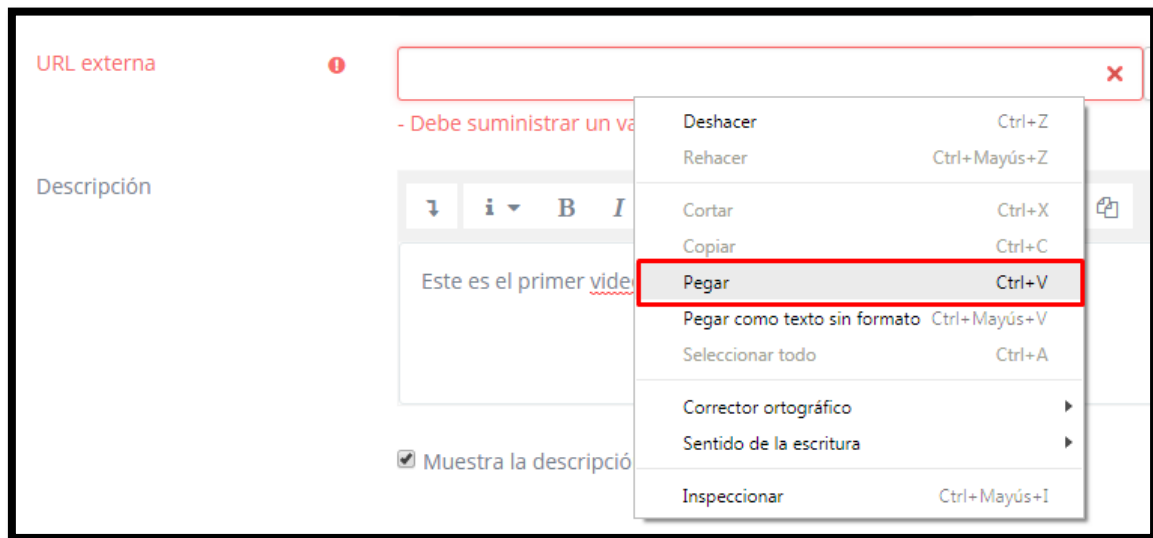 URL externa
- Debe suministrar un va
Descripción
B I
Este es el primer vide
Muestra la descripció
Deshacer Ctrl+Z
Rehacer Ctrl+Mayús+Z
Cortar Ctrl+X
Copiar Ctrl+C
Pegar Ctrl+V
Pegar como texto sin formato Ctrl+Mayús+V
Seleccionar todo Ctrl+A
Corrector ortográfico
Sentido de la escritura
Inspeccionar Ctrl+Mayús+I